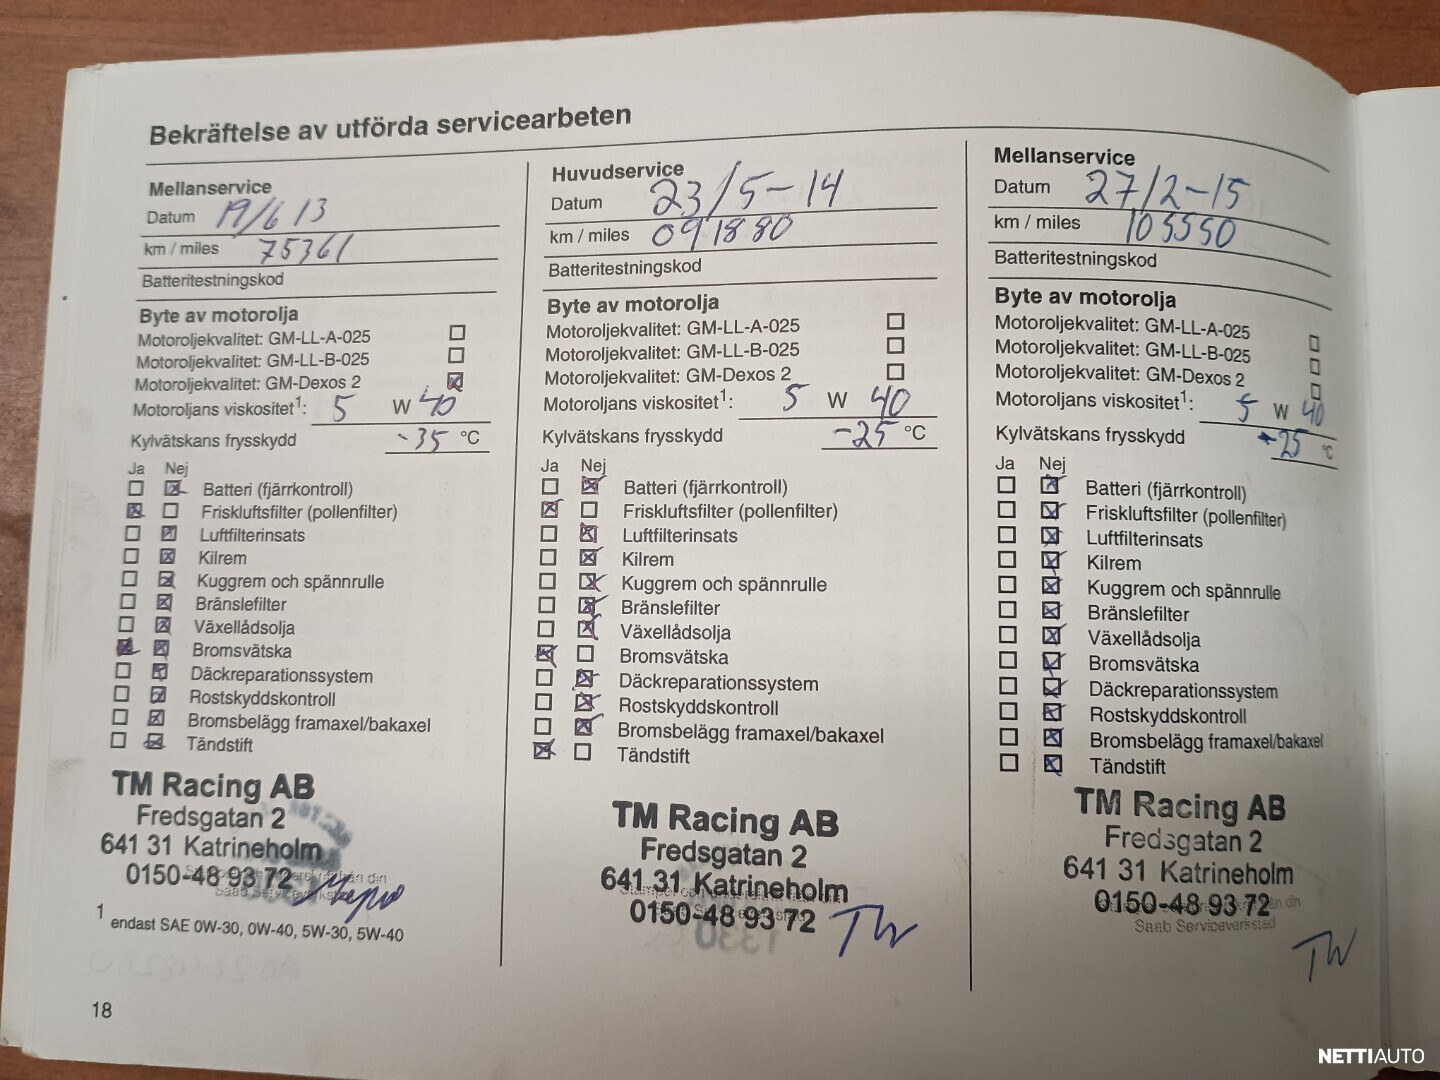 Bekräftelse av utförda servicearbeten
Mellanservice
Datum 19/6 13
km / miles 75361
Batteritestningskod
Byte av motorolja
Motoroljekvalitet: GM-LL-A-025
Motoroljekvalitet: GM-LL-B-025
Motoroljekvalitet: GM-Dexos 2
Motoroljans viskositet1: 5 W 40
Kylvätskans frysskydd -35 °C
Ja Nej
Batteri (fjärrkontroll)
Friskluftsfilter (pollenfilter)
Luftfilterinsats
Kilrem
Kuggrem och spännrulle
Bränslefilter
Växellådsolja
Bromsvätska
Däckreparationssystem
Rostskyddskontroll
Bromsbelägg framaxel/bakaxel
Tändstift
TM Racing AB
Fredsgatan 2
641 31 Katrineholm
0150-48 93 72
1 endast SAE 0W-30, 0W-40, 5W-30, 5W-40
18
Huvudservice
Datum 23/5-14
km / miles 091880
Batteritestningskod
Byte av motorolja
Motoroljekvalitet: GM-LL-A-025
Motoroljekvalitet: GM-LL-B-025
Motoroljekvalitet: GM-Dexos 2
Motoroljans viskositet1: 5 W 40
Kylvätskans frysskydd -25 °C
Ja Nej
Batteri (fjärrkontroll)
Friskluftsfilter (pollenfilter)
Luftfilterinsats
Kilrem
Kuggrem och spännrulle
Bränslefilter
Växellådsolja
Bromsvätska
Däckreparationssystem
Rostskyddskontroll
Bromsbelägg framaxel/bakaxel
Tändstift
TM Racing AB
Fredsgatan 2
641 31 Katrineholm
0150-48 93 72
TW
Mellanservice
Datum 27/2-15
km / miles 105550
Batteritestningskod
Byte av motorolja
Motoroljekvalitet: GM-LL-A-025
Motoroljekvalitet: GM-LL-B-025
Motoroljekvalitet: GM-Dexos 2
Motoroljans viskositet1: 5 W 40
Kylvätskans frysskydd -25 °C
Ja Nej
Batteri (fjärrkontroll)
Friskluftsfilter (pollenfilter)
Luftfilterinsats
Kilrem
Kuggrem och spännrulle
Bränslefilter
Växellådsolja
Bromsvätska
Däckreparationssystem
Rostskyddskontroll
Bromsbelägg framaxel/bakaxel
Tändstift
TM Racing AB
Fredsgatan 2
641 31 Katrineholm
0150-48 93 72
Saab Serviceverkstad
TW
NETTIAUTO